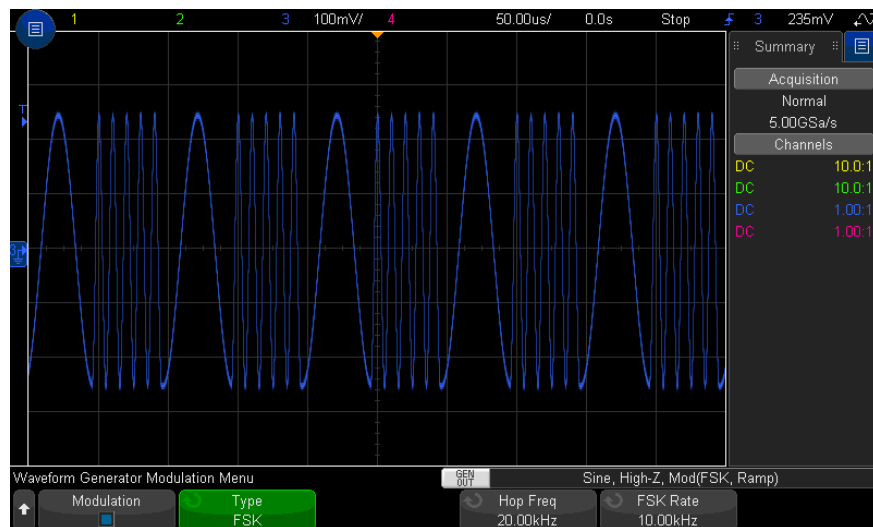 1 2 3 100mV/ 4 50.00us/ 0.0s Stop 3 235mV
Summary
Acquisition
Normal
5.00GSa/s
Channels
DC 10.0:1
DC 10.0:1
DC 1.00:1
DC 1.00:1
T
3
Waveform Generator Modulation Menu GEN OUT Sine, High-Z, Mod(FSK, Ramp)
Modulation Type Hop Freq FSK Rate
FSK 20.00kHz 10.00kHz